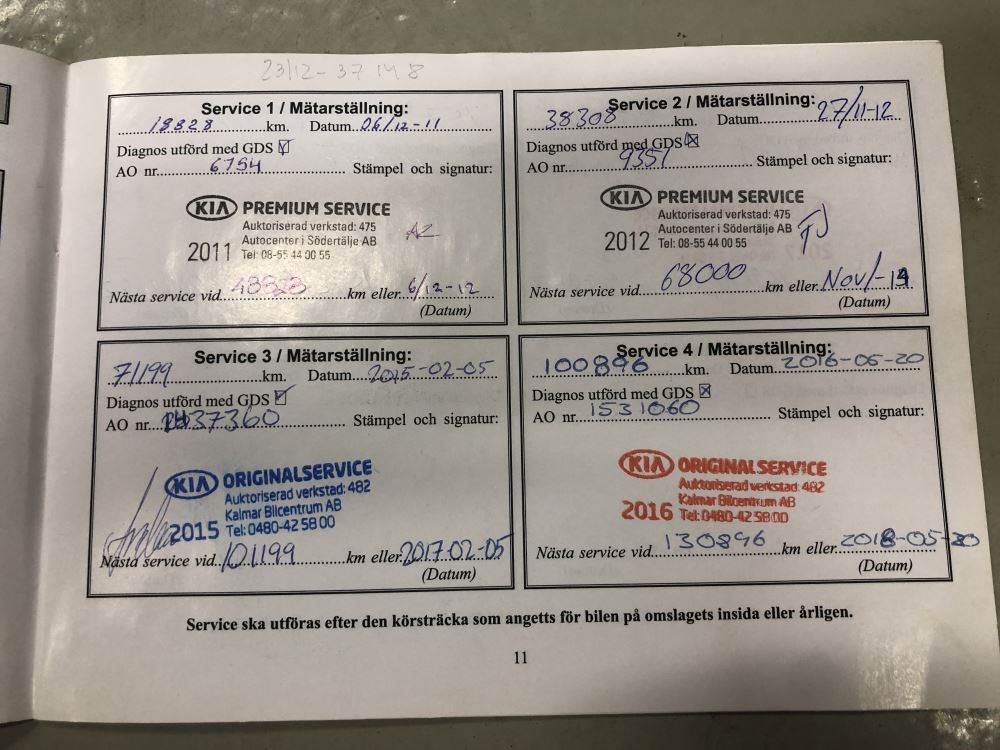 23/12-37148
Service 1 / Mätarställning:
18828 km. Datum 06/12-11
Diagnos utförd med GDS
AO nr. 6754 Stämpel och signatur:
KIA PREMIUM SERVICE
Auktoriserad verkstad: 475
Autocenter i Södertälje AB
2011 Tel: 08-55 44 00 55
AZ
Nästa service vid 48828 km eller 6/12-12
(Datum)
Service 2 / Mätarställning:
38308 km. Datum 27/11-12
Diagnos utförd med GDS
AO nr. 9351 Stämpel och signatur:
KIA PREMIUM SERVICE
Auktoriserad verkstad: 475
Autocenter i Södertälje AB
2012 Tel: 08-55 44 00 55
TJ
Nästa service vid 68000 km eller Nov/-14
(Datum)
Service 3 / Mätarställning:
71199 km. Datum 2015-02-05
Diagnos utförd med GDS
AO nr. 37360 Stämpel och signatur:
KIA ORIGINALSERVICE
Auktoriserad verkstad: 482
Kalmar Bilcentrum AB
2015 Tel: 0480-42 58 00
Nästa service vid 101199 km eller 2017-02-05
(Datum)
Service 4 / Mätarställning:
100896 km. Datum 2016-05-20
Diagnos utförd med GDS
AO nr. 1531060 Stämpel och signatur:
KIA ORIGINALSERVICE
Auktoriserad verkstad: 482
Kalmar Bilcentrum AB
2016 Tel: 0480-42 58 00
Nästa service vid 130896 km eller 2018-05-20
(Datum)
Service ska utföras efter den körsträcka som angetts för bilen på omslagets insida eller årligen.
11